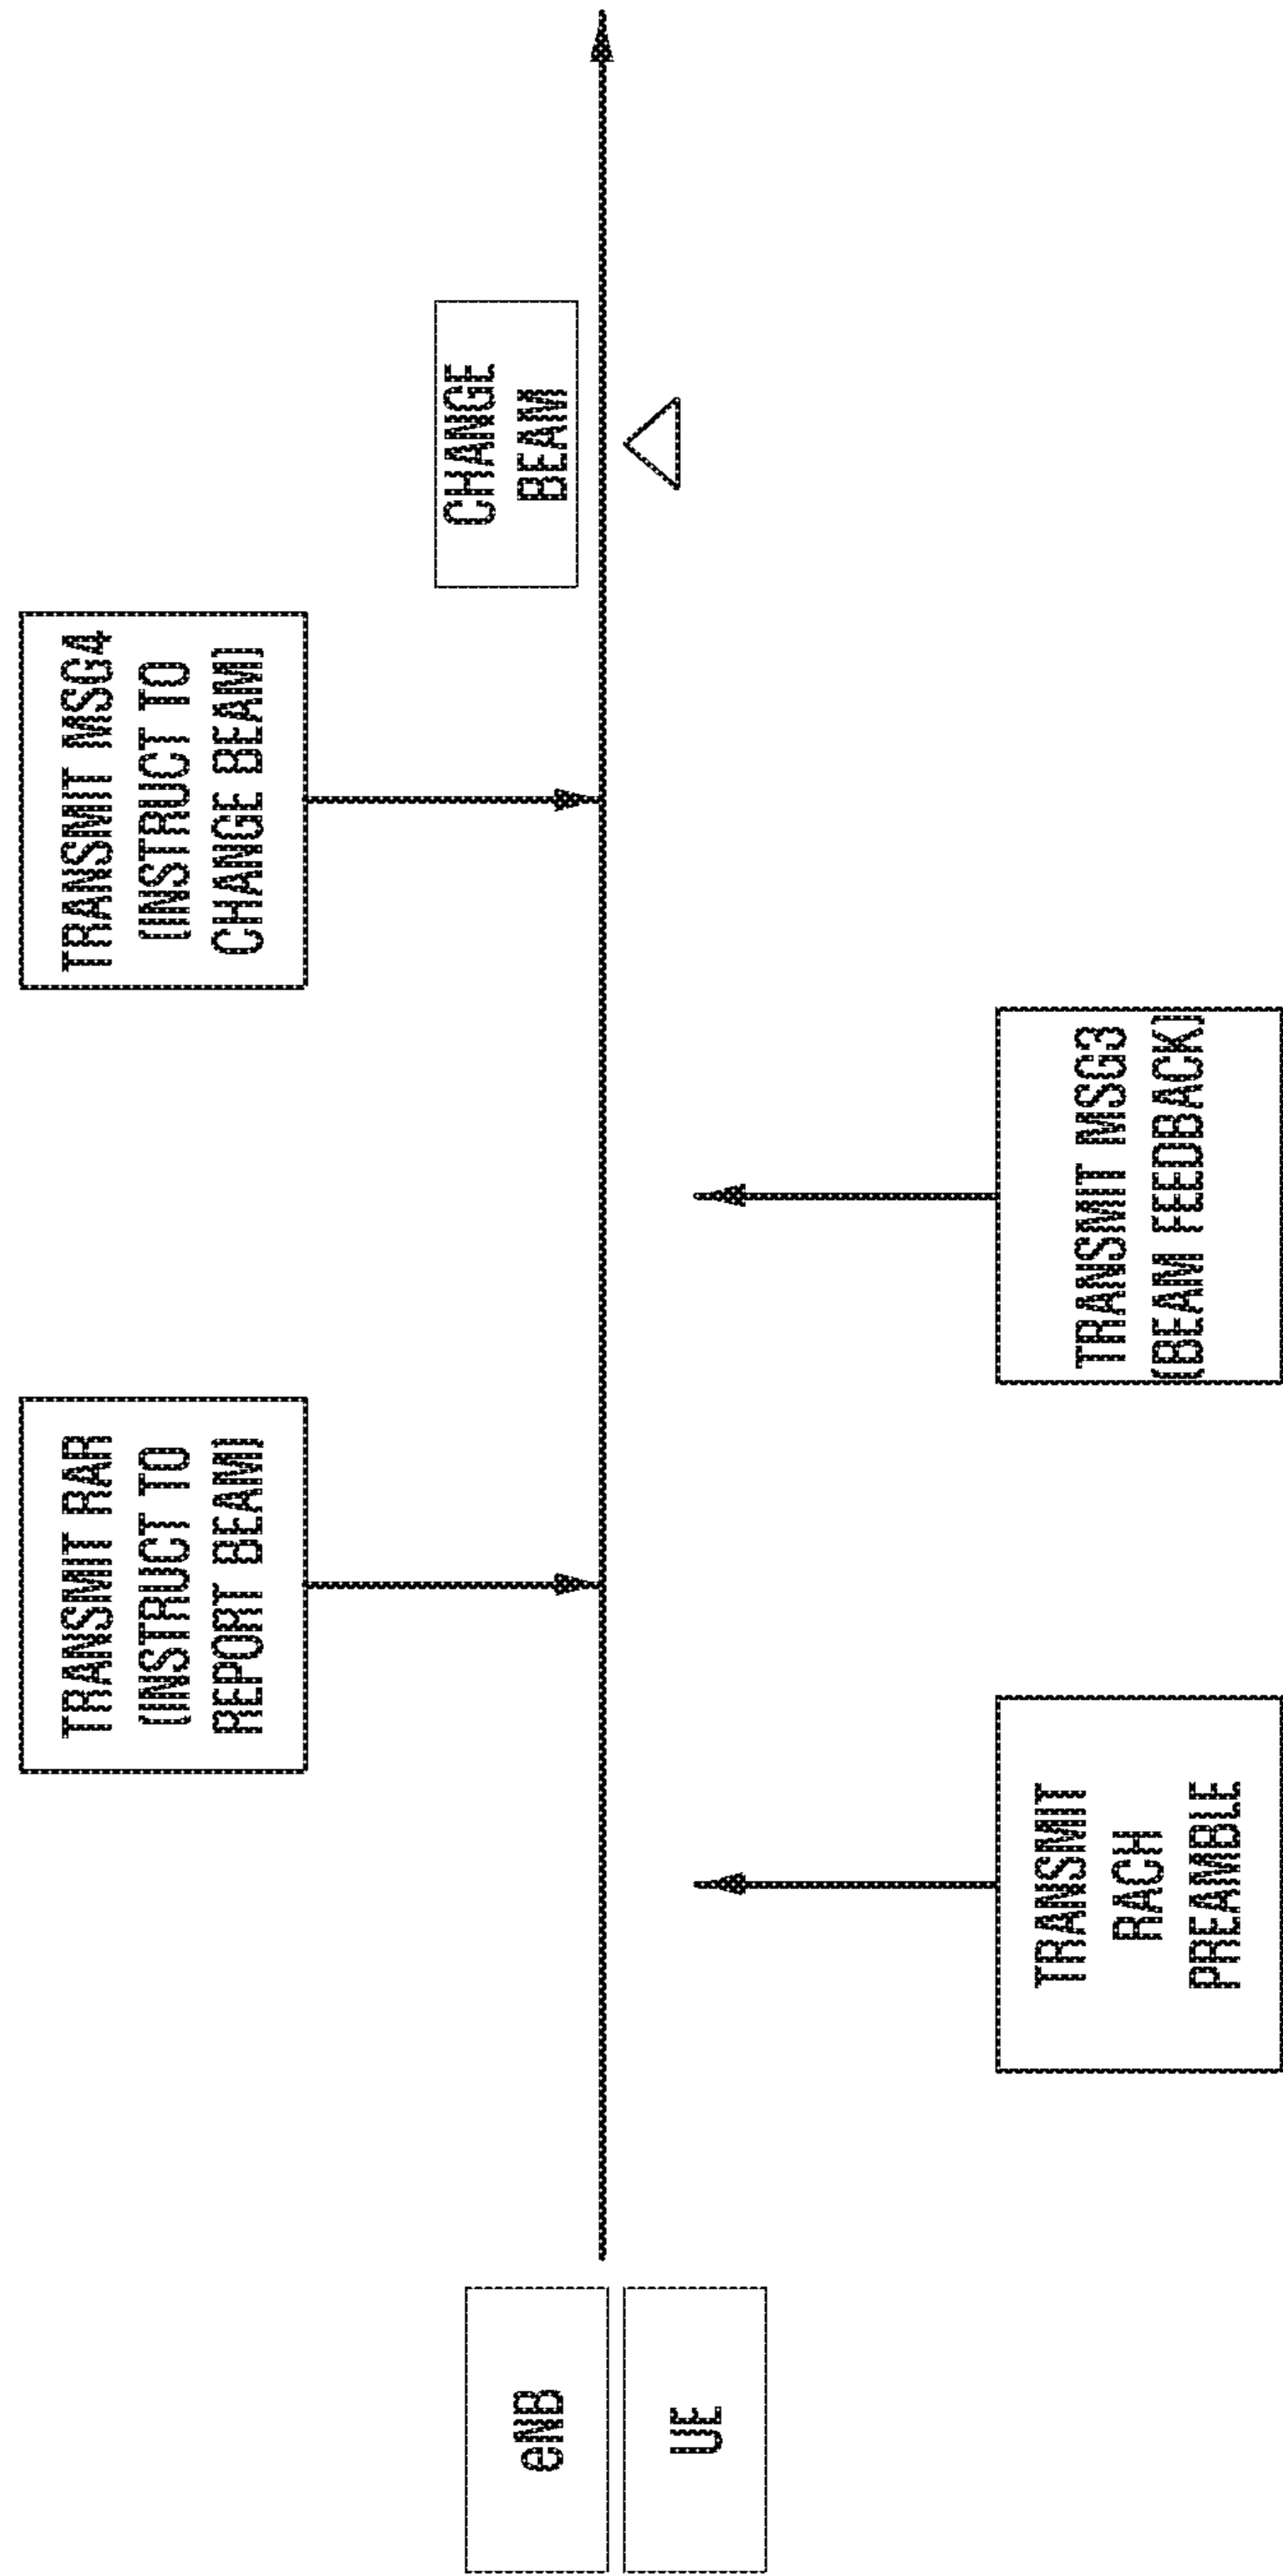 TRANSMIT RAR
(INSTRUCT TO
REPORT BEAM)
TRANSMIT MSG4
(INSTRUCT TO
CHANGE BEAM)
CHANGE
BEAM
eNB
UE
TRANSMIT
RACH
PREAMBLE
TRANSMIT MSG3
(BEAM FEEDBACK)